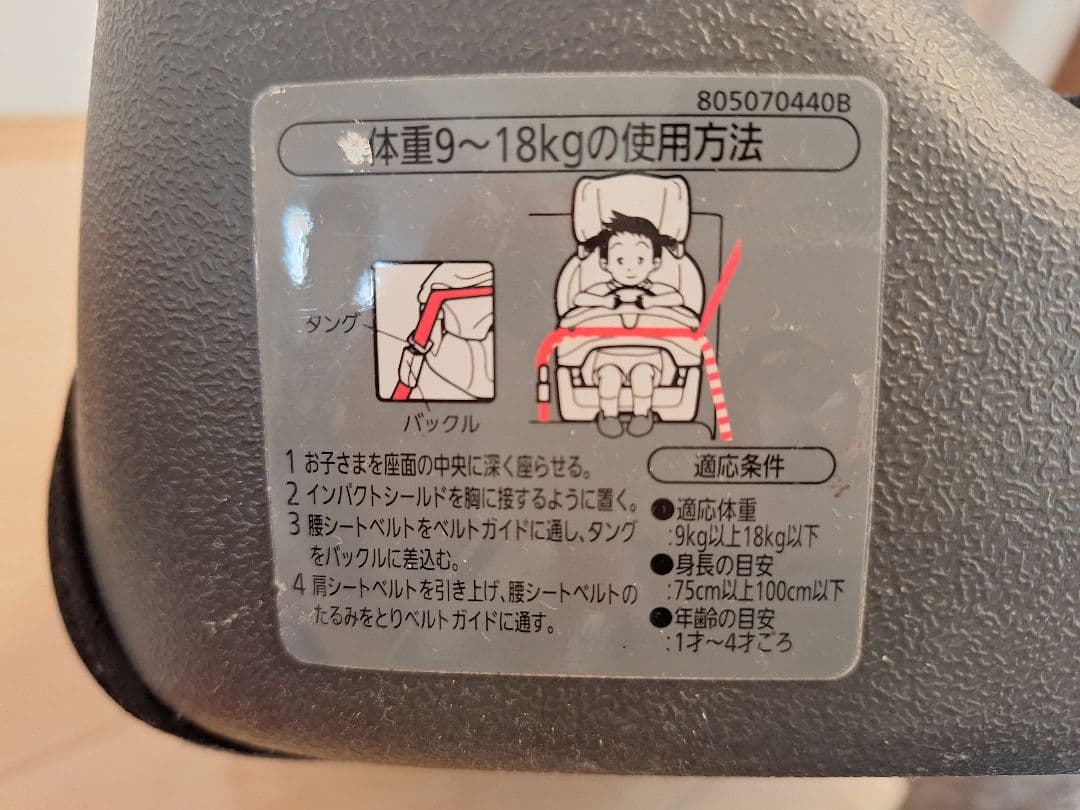 805070440B
体重9～18kgの使用方法
タング
バックル
1 お子さまを座面の中央に深く座らせる。
2 インパクトシールドを胸に接するように置く。
3 腰シートベルトをベルトガイドに通し、タング
をバックルに差込む。
4 肩シートベルトを引き上げ、腰シートベルトの
たるみをとりベルトガイドに通す。
適応条件
●適応体重
:9kg以上18kg以下
●身長の目安
:75cm以上100cm以下
●年齢の目安
:1才～4才ごろ